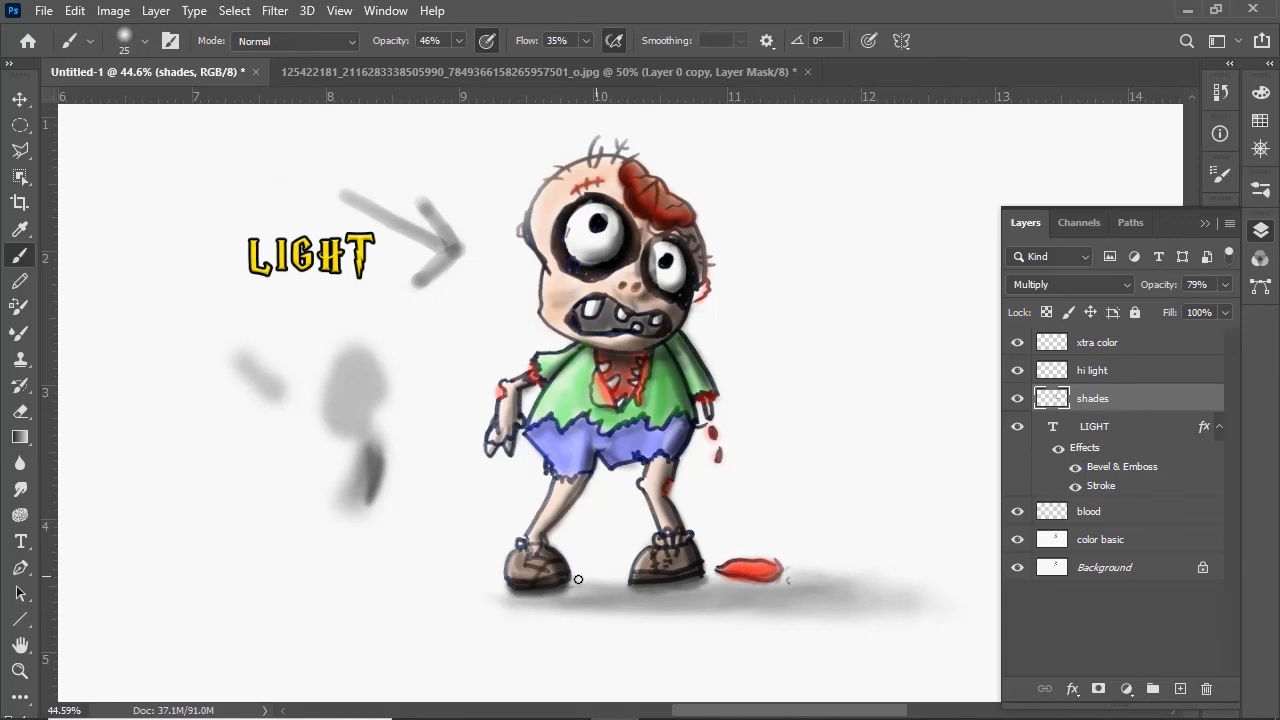 Ps File Edit Image Layer Type Select Filter 3D View Window Help
25 Mode: Normal Opacity: 46% Flow: 35% Smoothing: 0°
Untitled-1 @ 44.6% (shades, RGB/8) * × 125422181_2116283338505990_7849366158265957501_o.jpg @ 50% (Layer 0 copy, Layer Mask/8) * ×
6 7 8 9 10 11 12 13 14
1
2
3
4
5
LIGHT
Layers Channels Paths
Kind
Multiply Opacity: 79%
Lock: Fill: 100%
xtra color
hi light
shades
T LIGHT fx
Effects
Bevel & Emboss
Stroke
blood
color basic
Background
fx
44.59% Doc: 37.1M/91.0M